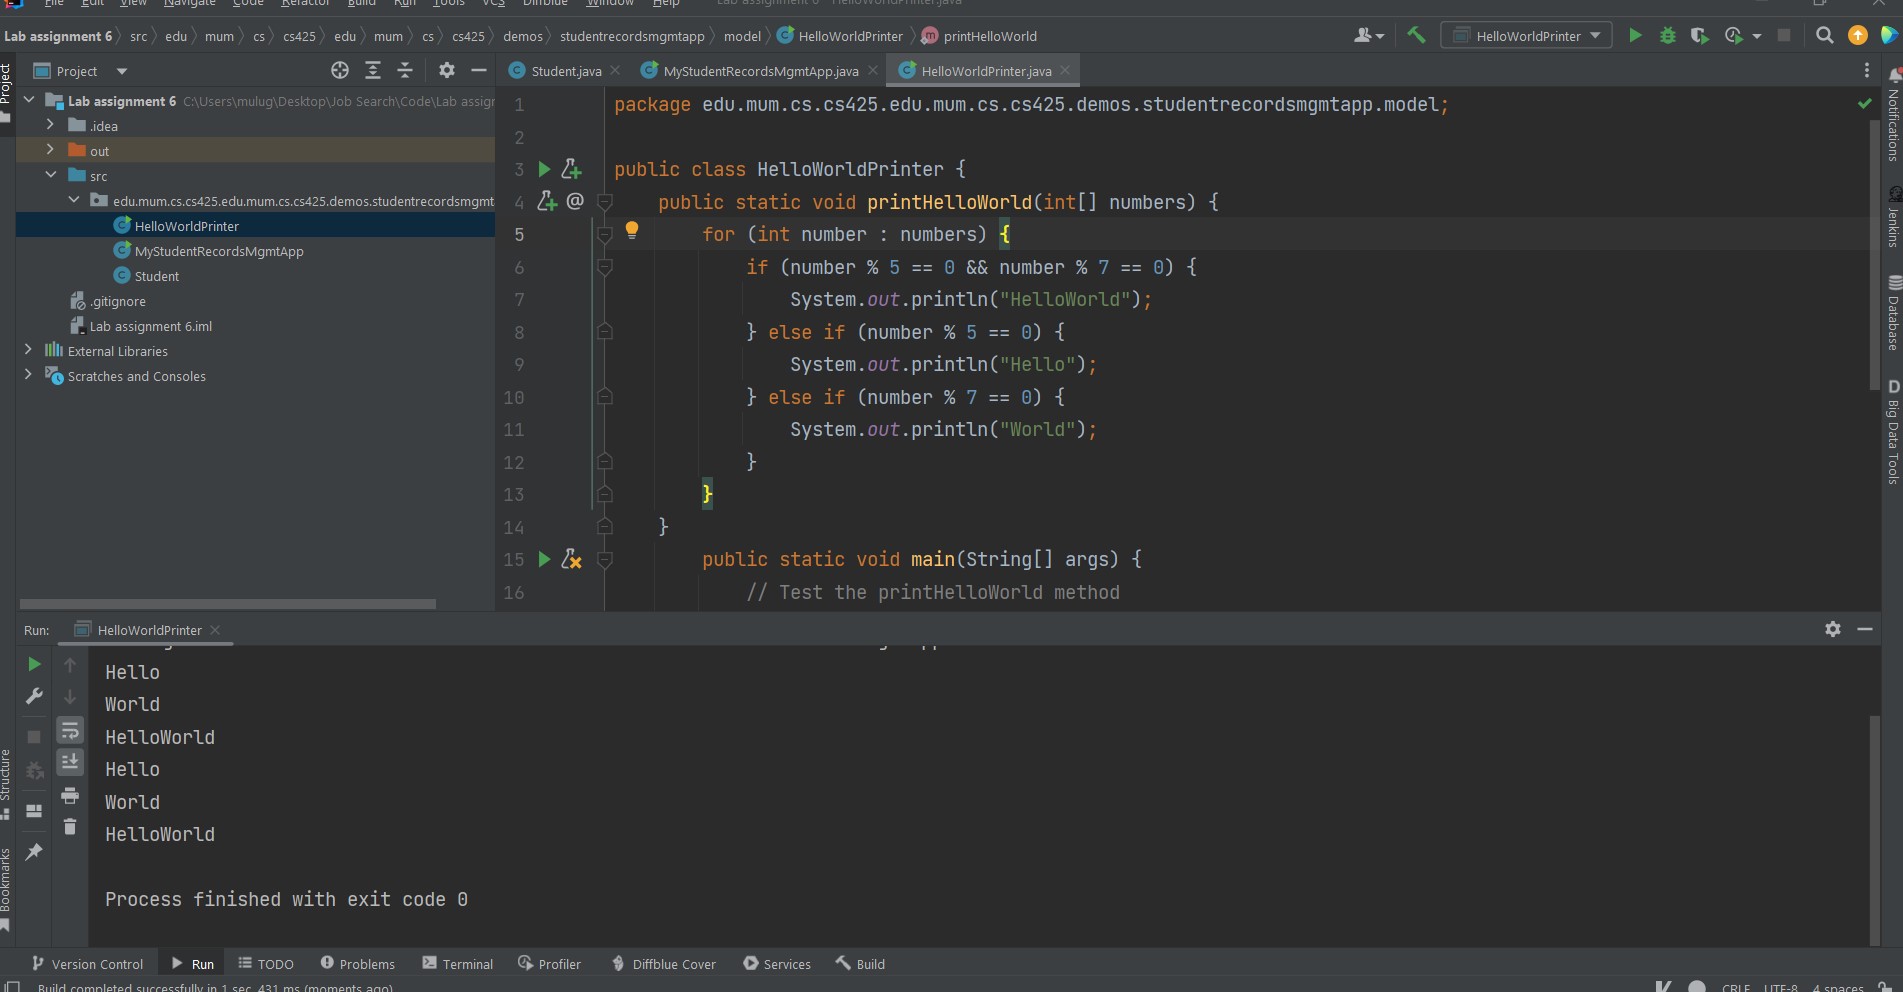 File Edit View Navigate Code Refactor Build Run Tools VCS Diffblue Window Help Lab assignment 6 - HelloWorldPrinter.java
Lab assignment 6 src edu mum cs cs425 edu mum cs cs425 demos studentrecordsmgmtapp model HelloWorldPrinter printHelloWorld HelloWorldPrinter
Project
Project
Student.java MyStudentRecordsMgmtApp.java HelloWorldPrinter.java
Lab assignment 6 C:\Users\mulug\Desktop\Job Search\Code\Lab assignr
.idea
out
src
edu.mum.cs.cs425.edu.mum.cs.cs425.demos.studentrecordsmgmt
HelloWorldPrinter
MyStudentRecordsMgmtApp
Student
.gitignore
Lab assignment 6.iml
External Libraries
Scratches and Consoles
1 package edu.mum.cs.cs425.edu.mum.cs.cs425.demos.studentrecordsmgmtapp.model;
2
3 public class HelloWorldPrinter {
4 @ public static void printHelloWorld(int[] numbers) {
5 for (int number : numbers) {
6 if (number % 5 == 0 && number % 7 == 0) {
7 System.out.println("HelloWorld");
8 } else if (number % 5 == 0) {
9 System.out.println("Hello");
10 } else if (number % 7 == 0) {
11 System.out.println("World");
12 }
13 }
14 }
15 public static void main(String[] args) {
16 // Test the printHelloWorld method
Notifications
Jenkins
Database
D Big Data Tools
Run: HelloWorldPrinter
Hello
World
HelloWorld
Hello
World
HelloWorld
Process finished with exit code 0
Structure
Bookmarks
Version Control Run TODO Problems Terminal Profiler Diffblue Cover Services Build
Build completed successfully in 1 sec, 431 ms (moments ago) CRLF UTF-8 4 spaces